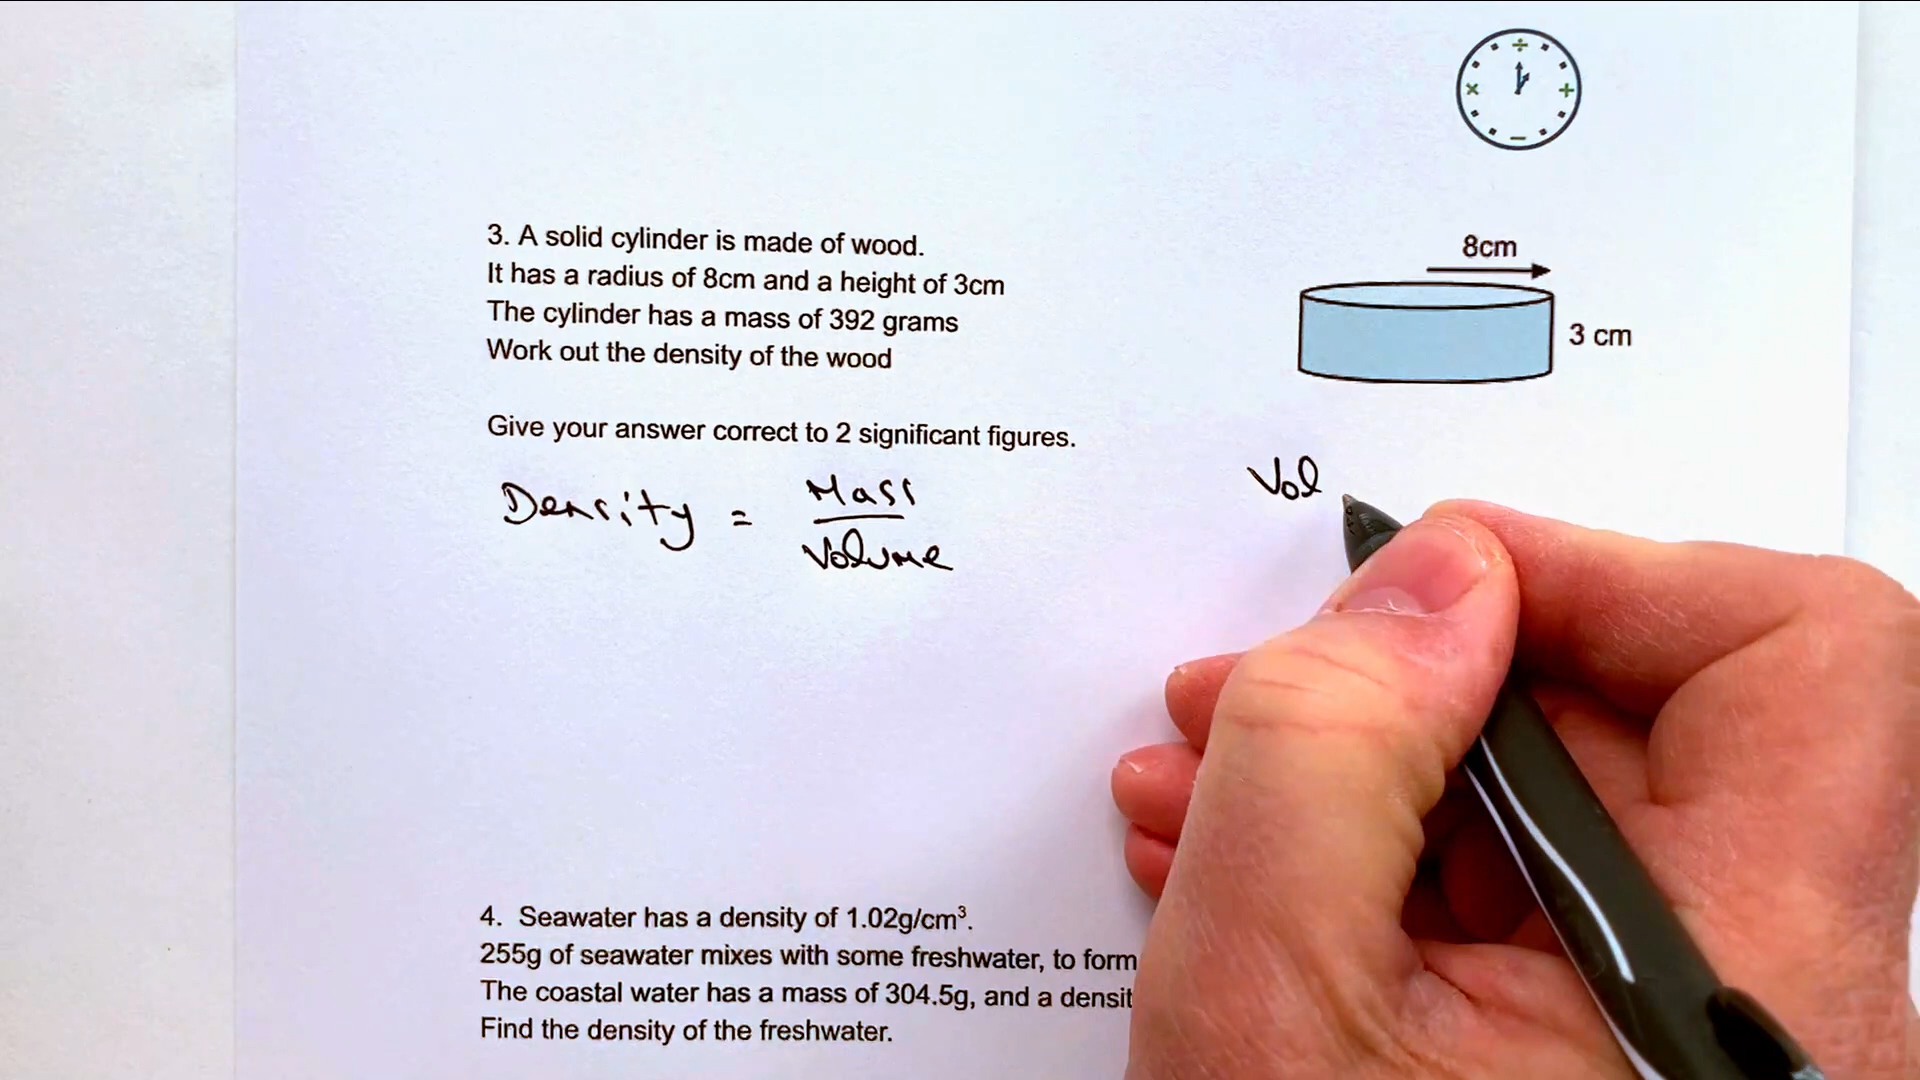 ÷
× +
−
3. A solid cylinder is made of wood.
It has a radius of 8cm and a height of 3cm
The cylinder has a mass of 392 grams
Work out the density of the wood
8cm
3 cm
Give your answer correct to 2 significant figures.
Density = Mass
Volume
Vol
4. Seawater has a density of 1.02g/cm³.
255g of seawater mixes with some freshwater, to form
The coastal water has a mass of 304.5g, and a densit
Find the density of the freshwater.